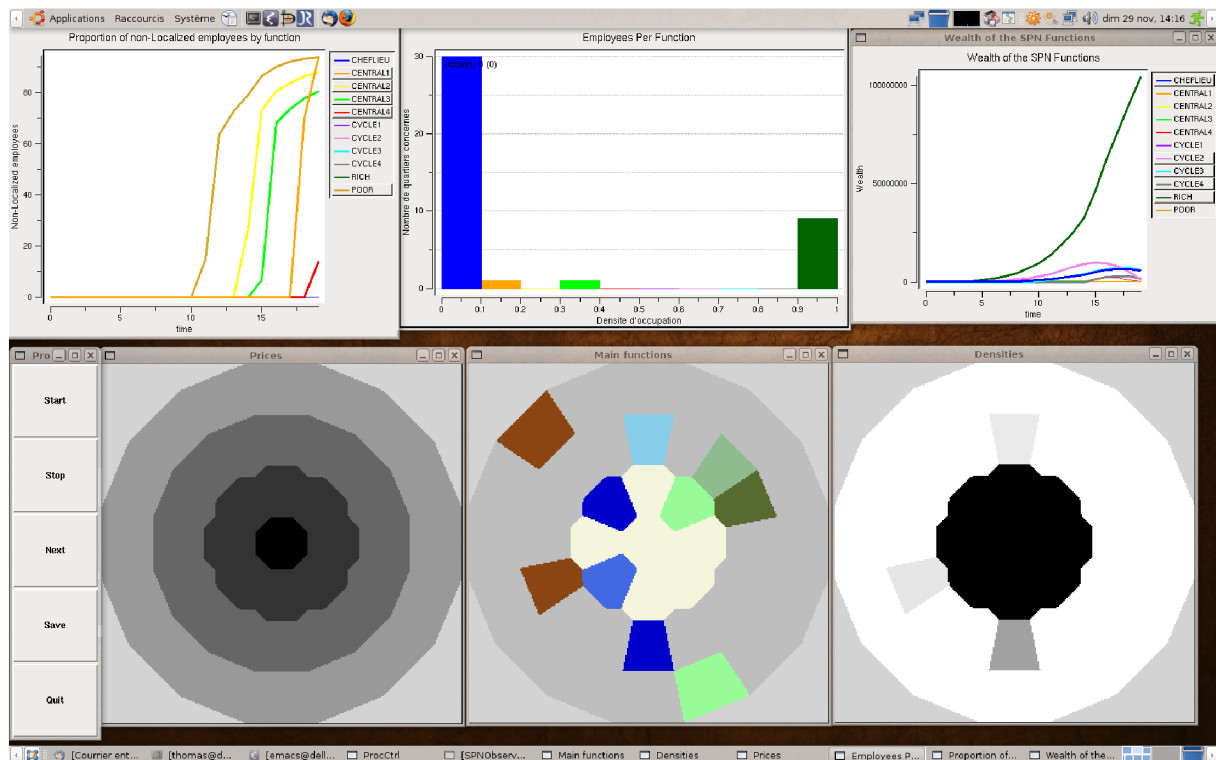 Applications Raccourcis Système
dim 29 nov, 14:16
Proportion of non-Localized employees by function
Non-Localized employees
80
60
40
20
0
0
5
10
15
time
CHEFLIEU
CENTRAL1
CENTRAL2
CENTRAL3
CENTRAL4
CYCLE1
CYCLE2
CYCLE3
CYCLE4
RICH
POOR
Employees Per Function
(0)
Nombre de quartiers concernes
30
20
10
0
0
0.1
0.2
0.3
0.4
0.5
0.6
0.7
0.8
0.9
1
Densite d'occupation
Wealth of the SPN Functions
Wealth of the SPN Functions
Wealth
100000000
50000000
0
0
5
10
15
time
CHEFLIEU
CENTRAL1
CENTRAL2
CENTRAL3
CENTRAL4
CYCLE1
CYCLE2
CYCLE3
CYCLE4
RICH
POOR
Pro
Start
Stop
Next
Save
Quit
Prices
Main functions
Densities
[Courrier ent...
[thomas@d...
[emacs@dell...
ProcCtrl
[SPNObserv...
Main functions
Densities
Prices
Employees P...
Proportion of...
Wealth of the...